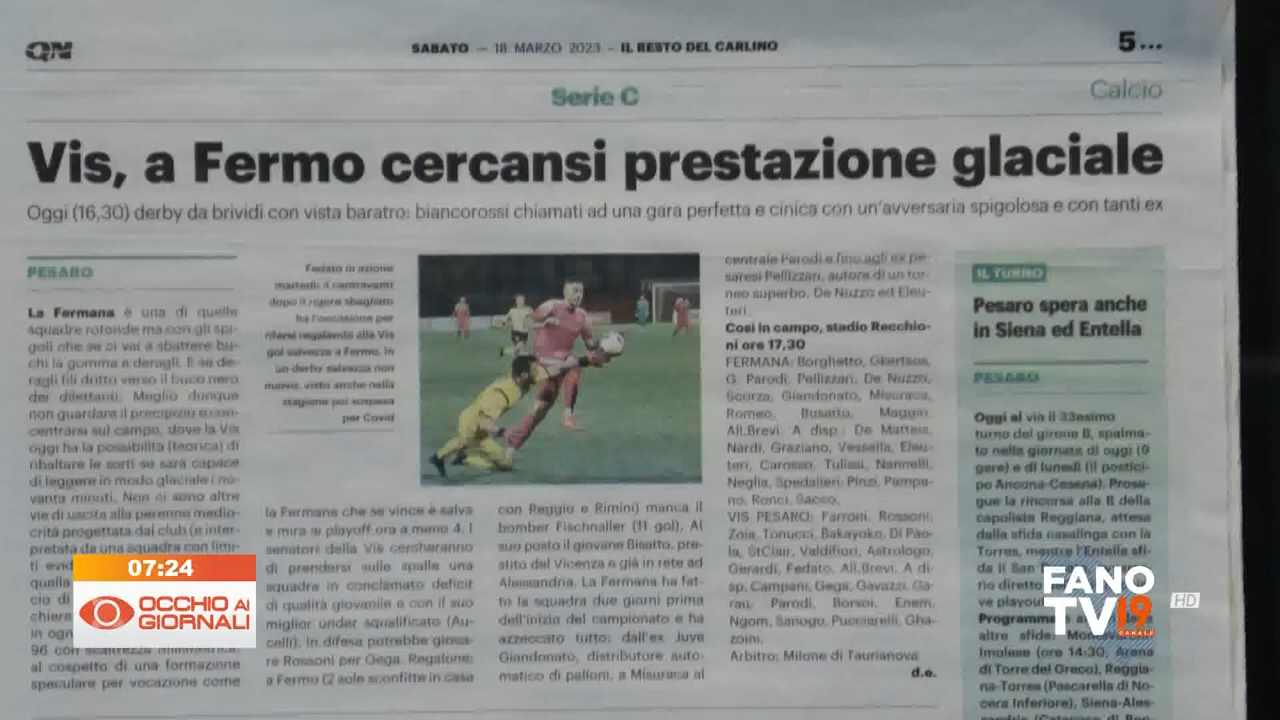 QN
SABATO — 18 MARZO 2023 – IL RESTO DEL CARLINO
5...
Serie C
Calcio
Vis, a Fermo cercansi prestazione glaciale
Oggi (16,30) derby da brividi con vista baratro: biancorossi chiamati ad una gara perfetta e cinica con un'avversaria spigolosa e con tanti ex
PESARO
La Fermana è una di quelle
squadre rotonde ma con gli spi-
goli che se ci vai a sbattere bu-
chi la gomma e deragli. E se de-
ragli fili dritto verso il buco nero
dei dilettanti. Meglio dunque
non guardare il precipizio e con-
centrarsi sul campo, dove la Vis
oggi ha la possibilità (teorica) di
ribaltare le sorti se sarà capace
di leggere in modo glaciale i no-
vanta minuti. Non ci sono altre
vie di uscita alla perenne medio-
crità progettata dal club (e inter-
pretata da una squadra con limi-
ti
quella
cio di
chiere
in ogn
96 con
al cospetto di una formazione
speculare per vocazione come
Fedato in azione
martedì: il centravanti
dopo il rigore sbagliato
ha l'occasione per
rifarsi regalando alla Vis
gol salvezza a Fermo, in
un derby salvezza non
nuovo, visto anche nella
stagione poi sospesa
per Covid
la Fermana che se vince è salva
e mira ai playoff ora a meno 4. I
senatori della Vis cercheranno
di prendersi sulle spalle una
squadra in conclamato deficit
di qualità giovanile e con il suo
miglior under squalificato (Au-
celli). In difesa potrebbe gioca-
re Rossoni per Gega. Regalone:
a Fermo (2 sole sconfitte in casa
con Reggio e Rimini) manca il
bomber Fischnaller (11 gol). Al
suo posto il giovane Bisatto, pre-
stito del Vicenza e già in rete ad
Alessandria. La Fermana ha fat-
to la squadra due giorni prima
dell'inizio del campionato e ha
azzeccato tutto: dall'ex Juve
Giandonato, distributore auto-
matico di palloni, a Misuraca al
centrale Parodi e fino agli ex pe-
saresi Pellizzari, autore di un tor-
neo superbo, De Nuzzo ed Eleu-
teri.
Così in campo, stadio Recchio-
ni ore 17,30
FERMANA: Borghetto, Gkertsos,
G. Parodi, Pellizzari, De Nuzzo,
Scorza, Giandonato, Misuraca,
Romeo, Busatto, Maggri.
All.Brevi. A disp: De Matteis,
Nardi, Graziano, Vessella, Eleu-
teri, Carosso, Tulissi, Nannelli,
Neglia, Spedalieri, Pinzi, Pampa-
no, Ronci, Sacco.
VIS PESARO: Farroni, Rossoni,
Zoia, Tonucci, Bakayoko, Di Pao-
la, StClair, Valdifiori, Astrologo,
Gerardi, Fedato, All.Brevi. A di-
sp. Campani, Gega, Gavazzi, Ga-
rau, Parodi, Borsoi, Enem,
Ngom, Sanogo, Pucciarelli, Gha-
zoini.
Arbitro: Milone di Taurianova
d.e.
IL TURNO
Pesaro spera anche
in Siena ed Entella
PESARO
Oggi al via il 33esimo
turno del girone B, spalma-
to nella giornata di oggi (9
gare) e di lunedì (il postici-
po Ancona-Cesena). Prose-
gue la rincorsa alla B della
capolista Reggiana, attesa
dalla sfida casalinga con la
Torres, mentre l'Entella sfi-
da il San
rio dirett
ve playou
Programma
altre sfide:
Imolese (ore 14:30, Arena
di Torre del Greco), Reggia-
na-Torres (Pascarella di No-
cera Inferiore), Siena-Ales-
07:24
OCCHIO AI
GIORNALI
FANO
TV 19
CANALE
HD